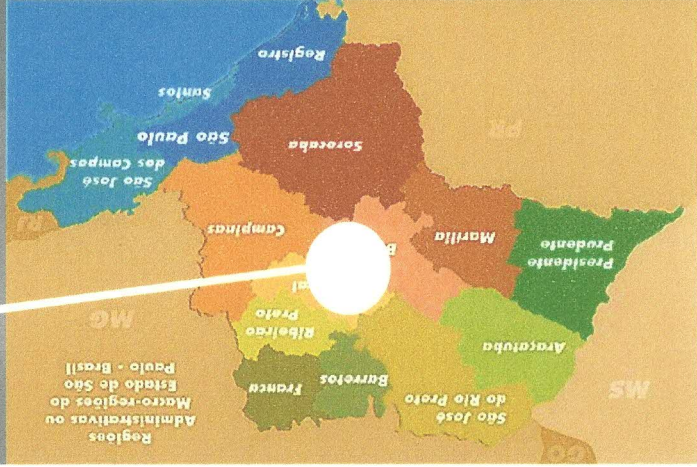 Regiões
Administrativas ou
Macro-regiões do
Estado de São
Paulo - Brasil
GO
São José
do Rio Preto
Barretos
Franca
MS
Araçatuba
Ribeirão
Preto
MG
Presidente
Prudente
Marília
Campinas
RJ
Sorocaba
São José
dos Campos
PR
São Paulo
Santos
Registro